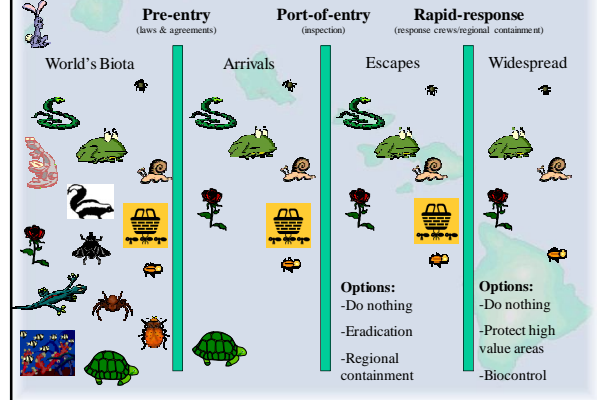 Pre-entry
(laws & agreements)
Port-of-entry
(inspection)
Rapid-response
(response crews/regional containment)
World's Biota
Arrivals
Escapes
Widespread
Options:
-Do nothing
-Eradication
-Regional
containment
Options:
-Do nothing
-Protect high
value areas
-Biocontrol